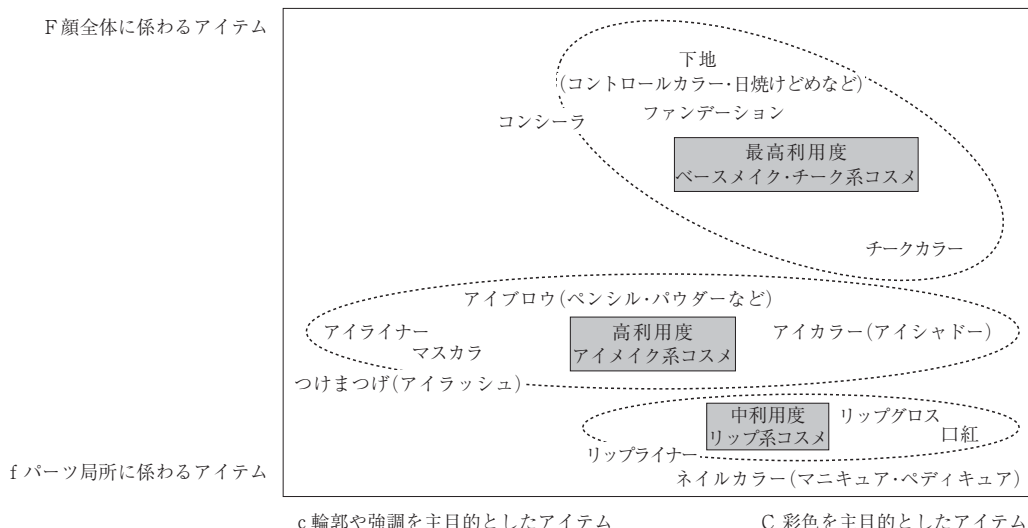 F顔全体に係わるアイテム
下地
(コントロールカラー・日焼けどめなど)
コンシーラ
ファンデーション
最高利用度
ベースメイク・チーク系コスメ
チークカラー
アイブロウ(ペンシル・パウダーなど)
アイライナー
マスカラ
高利用度
アイメイク系コスメ
アイカラー(アイシャドー)
つけまつげ(アイラッシュ)
中利用度
リップ系コスメ
リップグロス
口紅
リップライナー
fパーツ局所に係わるアイテム
ネイルカラー(マニキュア・ペディキュア)
c輪郭や強調を主目的としたアイテム
C 彩色を主目的としたアイテム